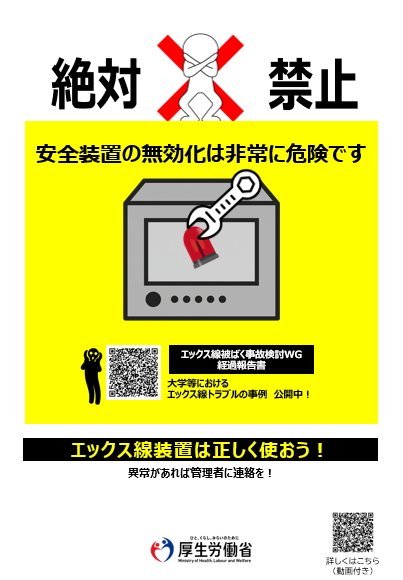 絶対 禁止
安全装置の無効化は非常に危険です
エックス線被ばく事故検討WG
経過報告書
大学等における
エックス線トラブルの事例 公開中！
エックス線装置は正しく使おう！
異常があれば管理者に連絡を！
ひと、くらし、みらいのために
厚生労働省
Ministry of Health, Labour and Welfare
詳しくはこちら
（動画付き）